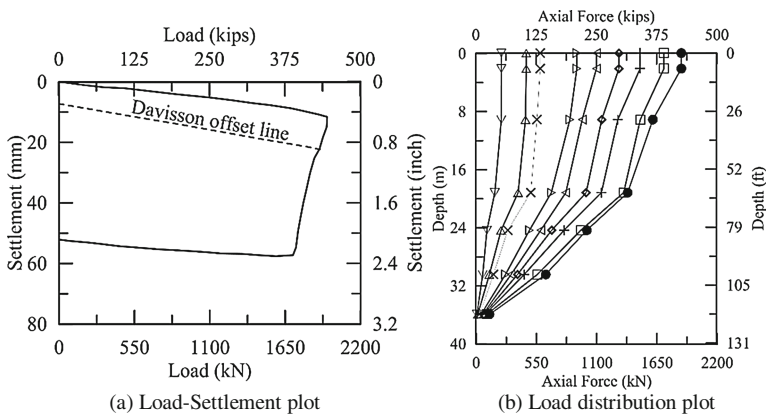 Load (kips)
0 125 250 375 500
0 0
20 0.8
40 1.6
60 2.4
80 3.2
Settlement (mm)
Settlement (inch)
Davisson offset line
0 550 1100 1650 2200
Load (kN)
(a) Load-Settlement plot
Axial Force (kips)
0 125 250 375 500
0 0
8 26
16 52
24 79
32 105
40 131
Depth (m)
Depth (ft)
0 550 1100 1650 2200
Axial Force (kN)
(b) Load distribution plot